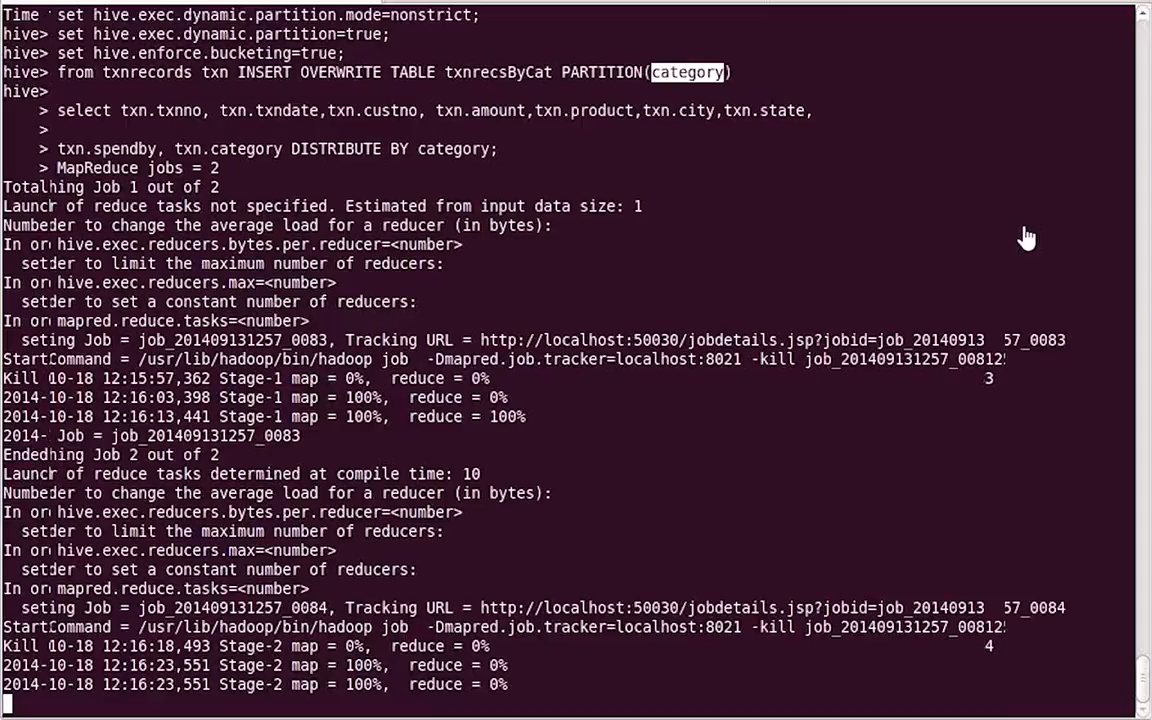 Time  set hive.exec.dynamic.partition.mode=nonstrict;
hive> set hive.exec.dynamic.partition=true;
hive> set hive.enforce.bucketing=true;
hive> from txnrecords txn INSERT OVERWRITE TABLE txnrecsByCat PARTITION(category)
hive>
    > select txn.txnno, txn.txndate,txn.custno, txn.amount,txn.product,txn.city,txn.state,
    >
    > txn.spendby, txn.category DISTRIBUTE BY category;
    > MapReduce jobs = 2
Totalhing Job 1 out of 2
Launcr of reduce tasks not specified. Estimated from input data size: 1
Numbeder to change the average load for a reducer (in bytes):
In or hive.exec.reducers.bytes.per.reducer=<number>
  setder to limit the maximum number of reducers:
In or hive.exec.reducers.max=<number>
  setder to set a constant number of reducers:
In or mapred.reduce.tasks=<number>
  seting Job = job_201409131257_0083, Tracking URL = http://localhost:50030/jobdetails.jsp?jobid=job_20140913  57_0083
StartCommand = /usr/lib/hadoop/bin/hadoop job  -Dmapred.job.tracker=localhost:8021 -kill job_201409131257_00812
Kill 10-18 12:15:57,362 Stage-1 map = 0%,  reduce = 0% 3
2014-10-18 12:16:03,398 Stage-1 map = 100%,  reduce = 0%
2014-10-18 12:16:13,441 Stage-1 map = 100%,  reduce = 100%
2014- Job = job_201409131257_0083
Endedhing Job 2 out of 2
Launcr of reduce tasks determined at compile time: 10
Numbeder to change the average load for a reducer (in bytes):
In or hive.exec.reducers.bytes.per.reducer=<number>
  setder to limit the maximum number of reducers:
In or hive.exec.reducers.max=<number>
  setder to set a constant number of reducers:
In or mapred.reduce.tasks=<number>
  seting Job = job_201409131257_0084, Tracking URL = http://localhost:50030/jobdetails.jsp?jobid=job_20140913  57_0084
StartCommand = /usr/lib/hadoop/bin/hadoop job  -Dmapred.job.tracker=localhost:8021 -kill job_201409131257_00812
Kill 10-18 12:16:18,493 Stage-2 map = 0%,  reduce = 0% 4
2014-10-18 12:16:23,551 Stage-2 map = 100%,  reduce = 0%
2014-10-18 12:16:23,551 Stage-2 map = 100%,  reduce = 0%